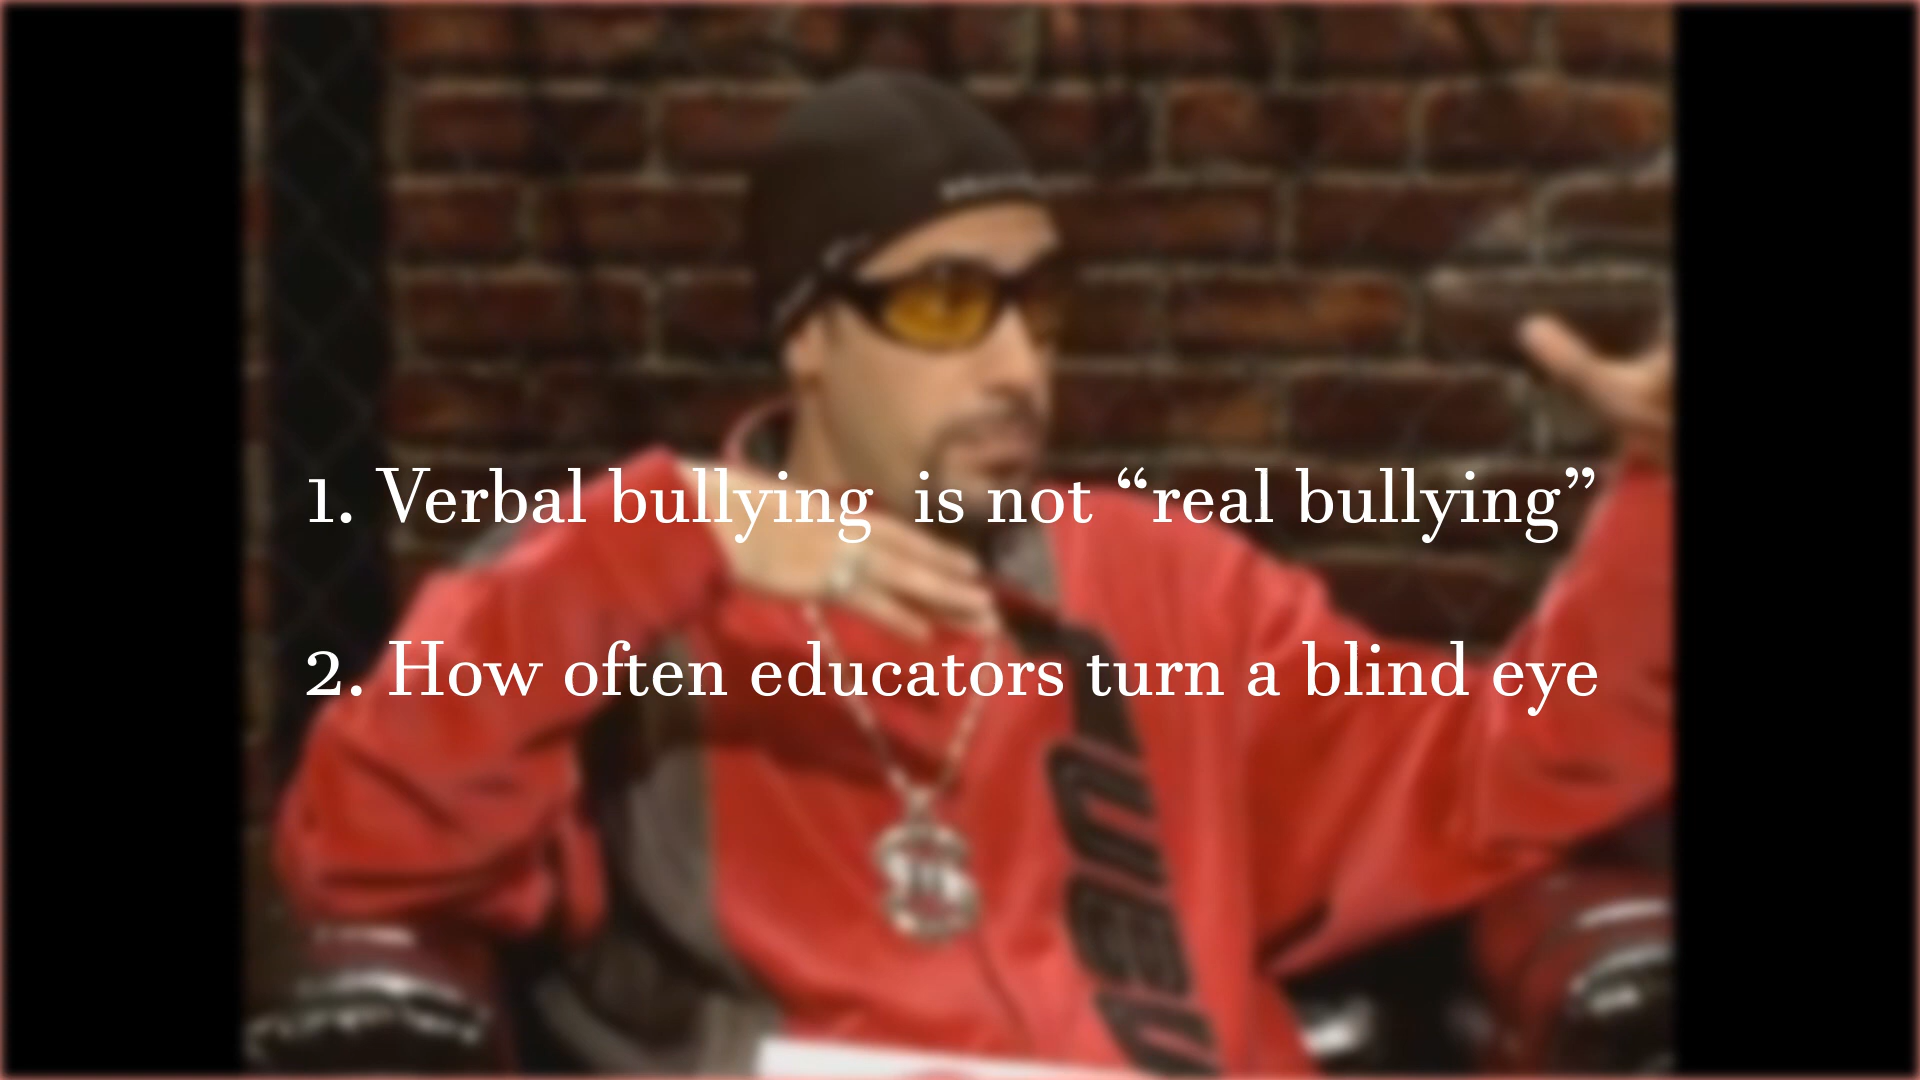 1. Verbal bullying  is not “real bullying”
2. How often educators turn a blind eye